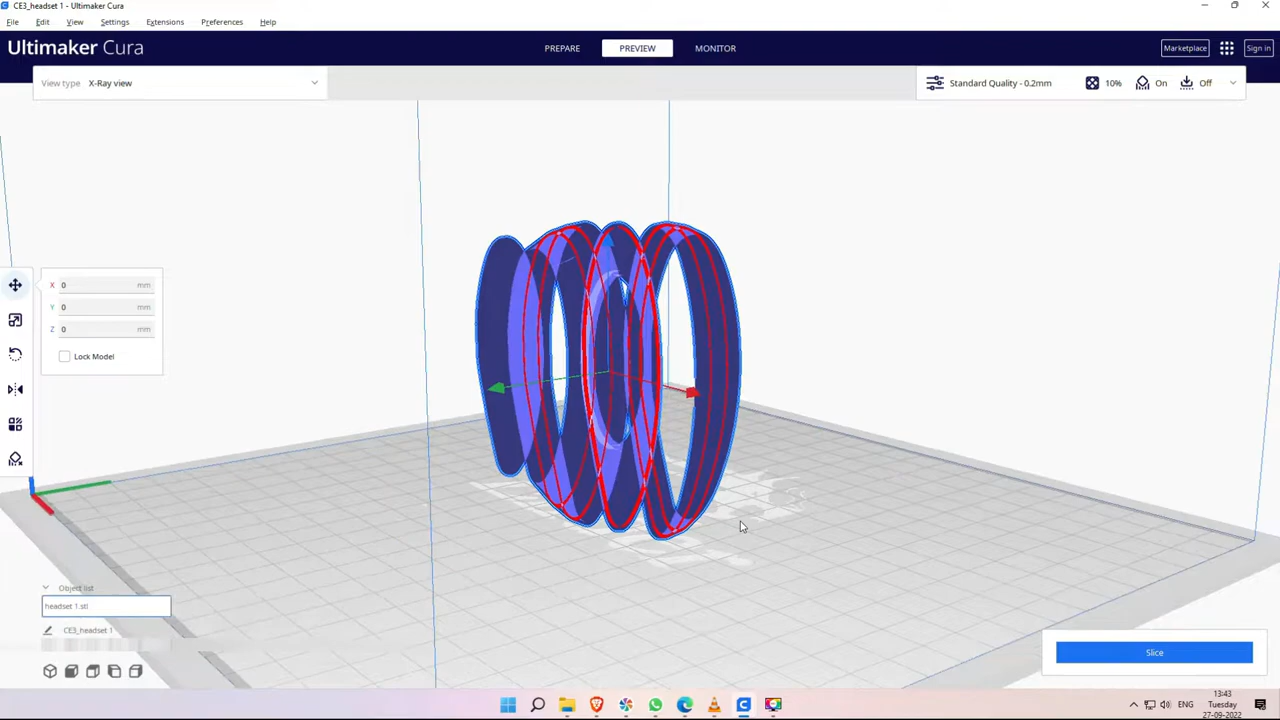 CE3_headset 1 - Ultimaker Cura
File Edit View Settings Extensions Preferences Help
Ultimaker Cura
PREPARE PREVIEW MONITOR
Marketplace Sign in
View type X-Ray view
Standard Quality - 0.2mm 10% On Off
X 0 mm
Y 0 mm
Z 0 mm
Lock Model
Object list
headset 1.stl
CE3_headset 1
Slice
ENG
13:43
Tuesday
27-09-2022